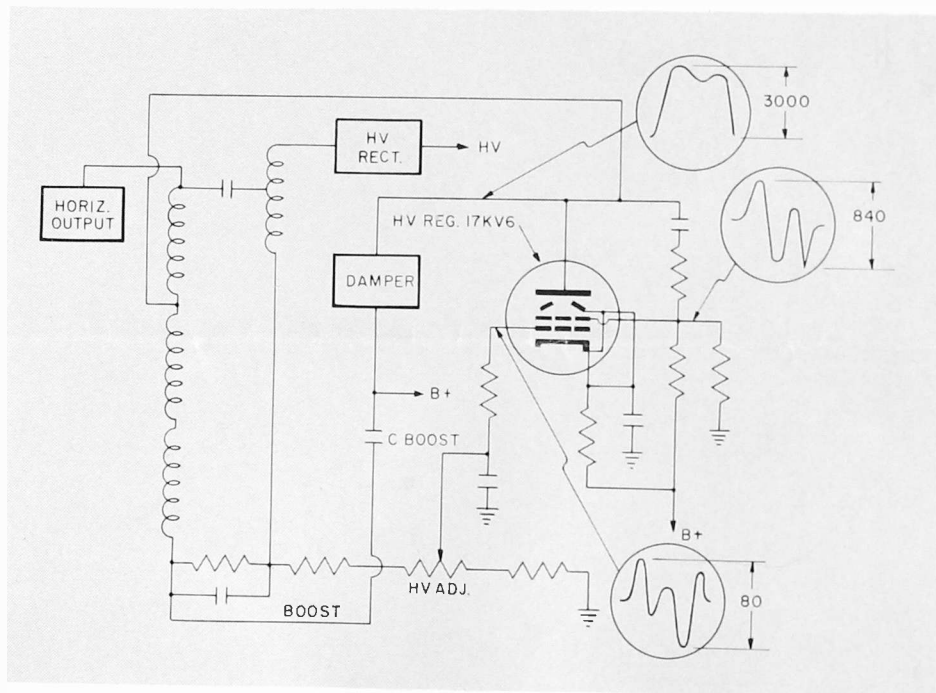 3000
HV
RECT.
HV
HORIZ.
OUTPUT
HV REG. 17KV6
840
DAMPER
B+
C BOOST
B+
HV ADJ.
BOOST
80